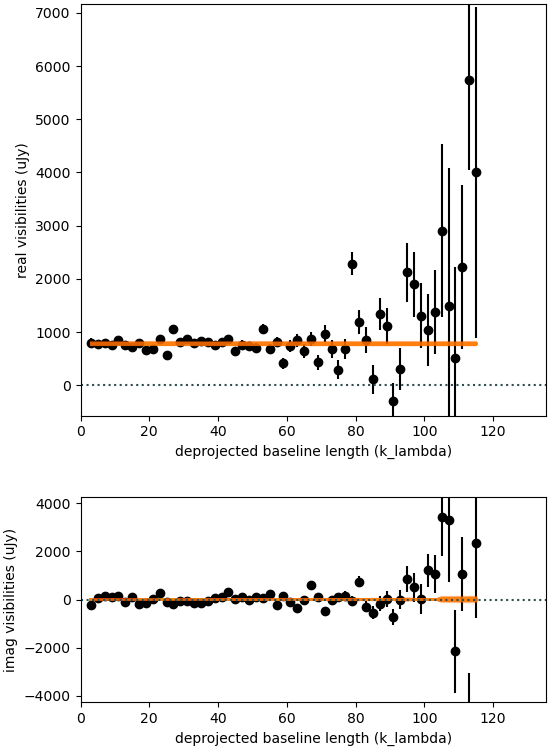 7000
6000
5000
4000
3000
2000
1000
0
real visibilities (uJy)
0 20 40 60 80 100 120
deprojected baseline length (k_lambda)
4000
2000
0
−2000
−4000
imag visibilities (uJy)
0 20 40 60 80 100 120
deprojected baseline length (k_lambda)